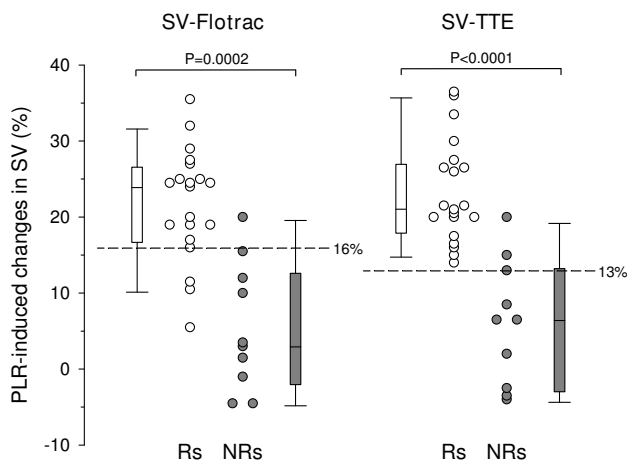 SV-Flotrac SV-TTE
P=0.0002 P<0.0001
PLR-induced changes in SV (%)
40
30
20
16%
13%
10
0
-10
Rs NRs Rs NRs